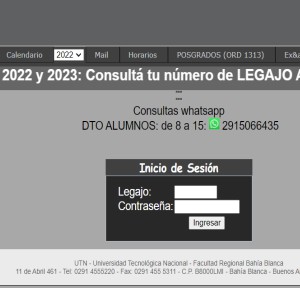 Calendario 2022 Mail Horarios POSGRADOS (ORD 1313) Ex&a
2022 y 2023: Consultá tu número de LEGAJO A
---
---
Consultas whatsapp
DTO ALUMNOS: de 8 a 15: 2915066435
Inicio de Sesión
Legajo:
Contraseña:
Ingresar
UTN - Universidad Tecnológica Nacional - Facultad Regional Bahía Blanca
11 de Abril 461 - Tel: 0291 4555220 - Fax: 0291 455 5311 - C.P. B8000LMI - Bahía Blanca - Buenos A